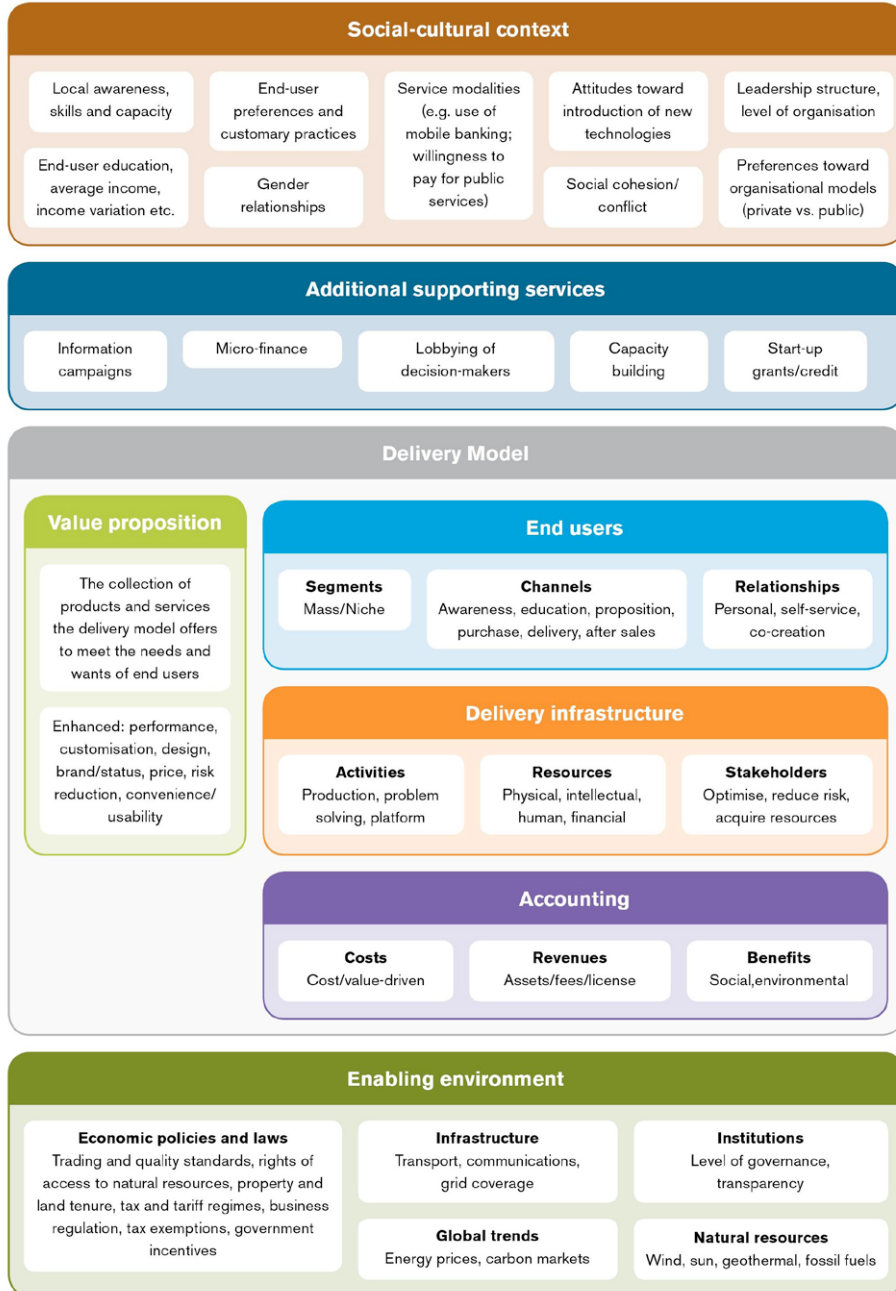 Social-cultural context
Local awareness,
skills and capacity
End-user
preferences and
customary practices
Service modalities
(e.g. use of
mobile banking;
willingness to
pay for public
services)
Attitudes toward
introduction of new
technologies
Leadership structure,
level of organisation
End-user education,
average income,
income variation etc.
Gender
relationships
Social cohesion/
conflict
Preferences toward
organisational models
(private vs. public)
Additional supporting services
Information
campaigns
Micro-finance
Lobbying of
decision-makers
Capacity
building
Start-up
grants/credit
Delivery Model
Value proposition
The collection of
products and services
the delivery model offers
to meet the needs and
wants of end users
Enhanced: performance,
customisation, design,
brand/status, price, risk
reduction, convenience/
usability
End users
Segments
Mass/Niche
Channels
Awareness, education, proposition,
purchase, delivery, after sales
Relationships
Personal, self-service,
co-creation
Delivery infrastructure
Activities
Production, problem
solving, platform
Resources
Physical, intellectual,
human, financial
Stakeholders
Optimise, reduce risk,
acquire resources
Accounting
Costs
Cost/value-driven
Revenues
Assets/fees/license
Benefits
Social,environmental
Enabling environment
Economic policies and laws
Trading and quality standards, rights of
access to natural resources, property and
land tenure, tax and tariff regimes, business
regulation, tax exemptions, government
incentives
Infrastructure
Transport, communications,
grid coverage
Institutions
Level of governance,
transparency
Global trends
Energy prices, carbon markets
Natural resources
Wind, sun, geothermal, fossil fuels